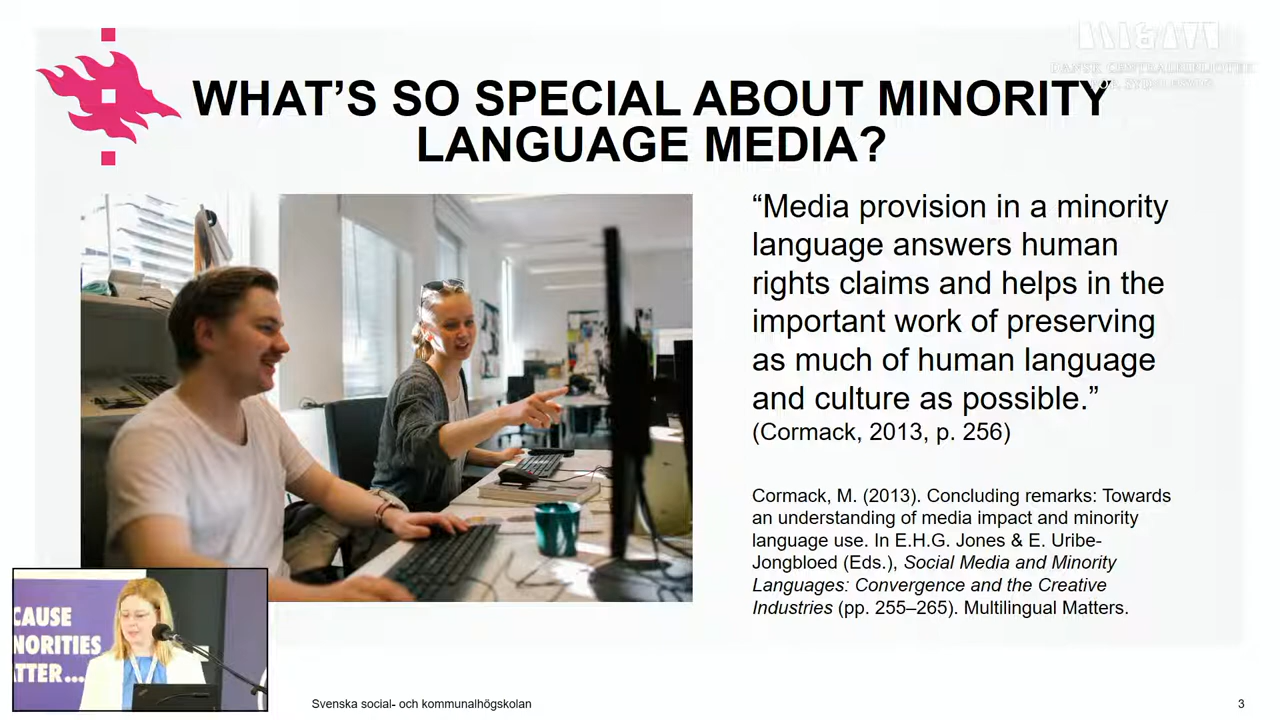 WHAT’S SO SPECIAL ABOUT MINORITY
LANGUAGE MEDIA?
“Media provision in a minority
language answers human
rights claims and helps in the
important work of preserving
as much of human language
and culture as possible.”
(Cormack, 2013, p. 256)
Cormack, M. (2013). Concluding remarks: Towards
an understanding of media impact and minority
language use. In E.H.G. Jones & E. Uribe-
Jongbloed (Eds.), Social Media and Minority
Languages: Convergence and the Creative
Industries (pp. 255–265). Multilingual Matters.
CAUSE
NORITIES
TTER...
Svenska social- och kommunalhögskolan
3
DANSK CENTRALBIBLIOTEK